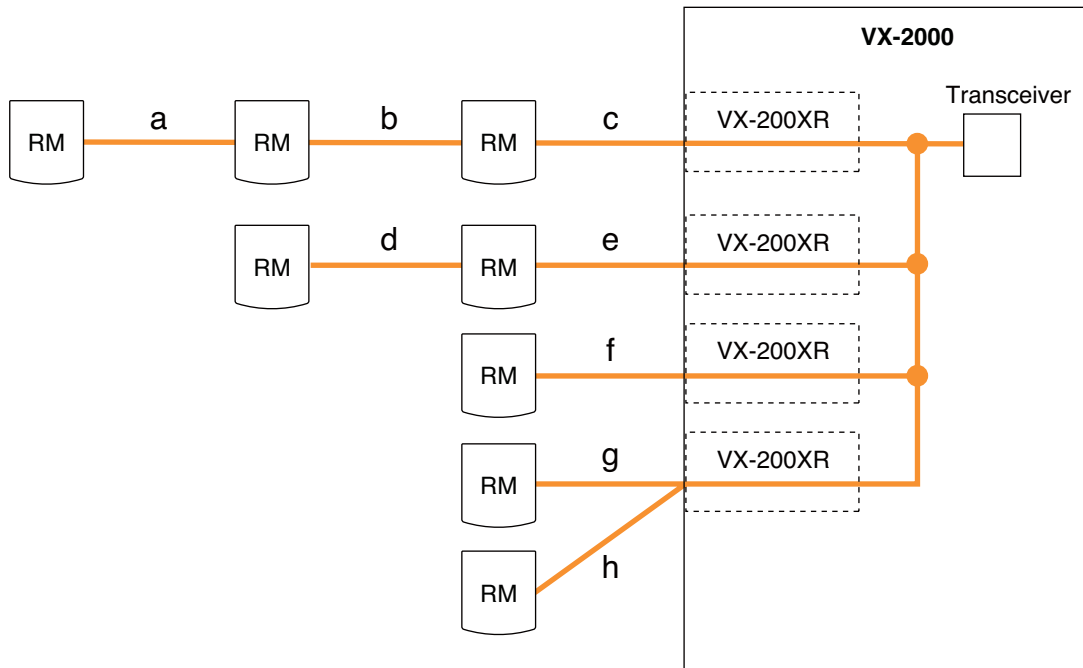 VX-2000
Transceiver
RM a RM b RM c VX-200XR
RM d RM e VX-200XR
RM f VX-200XR
RM g VX-200XR
RM h